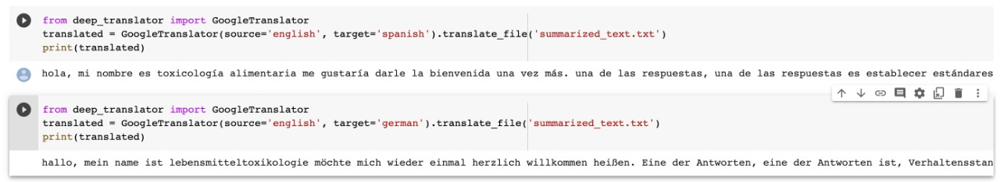 from deep_translator import GoogleTranslator
translated = GoogleTranslator(source='english', target='spanish').translate_file('summarized_text.txt')
print(translated)
hola, mi nombre es toxicología alimentaria me gustaría darle la bienvenida una vez más. una de las respuestas, una de las respuestas es establecer estándares
from deep_translator import GoogleTranslator
translated = GoogleTranslator(source='english', target='german').translate_file('summarized_text.txt')
print(translated)
hallo, mein name ist lebensmitteltoxikologie möchte mich wieder einmal herzlich willkommen heißen. Eine der Antworten, eine der Antworten ist, Verhaltensstan